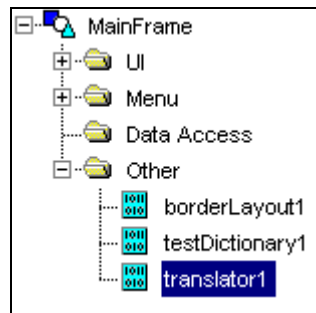 MainFrame
UI
Menu
Data Access
Other
borderLayout1
testDictionary1
translator1